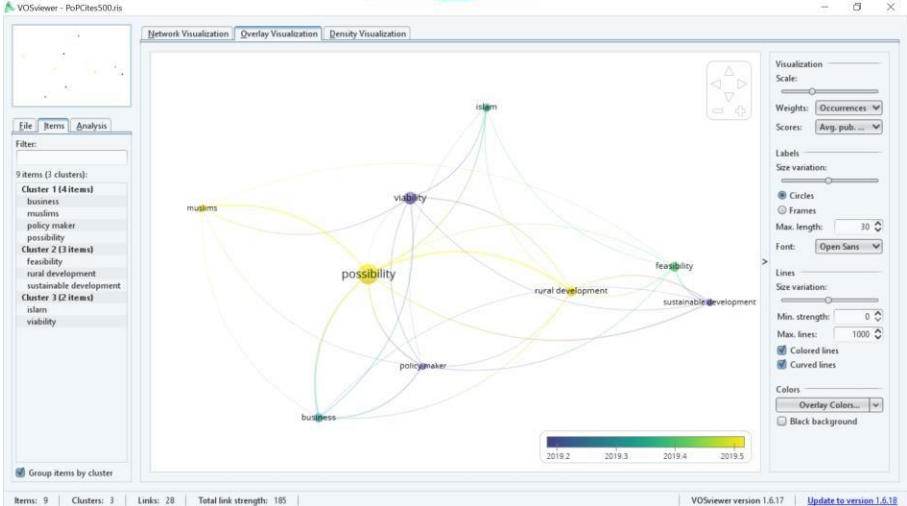 VOSviewer - PoPCites500.ris
Network Visualization Overlay Visualization Density Visualization
File Items Analysis
Filter:
9 items (3 clusters):
Cluster 1 (4 items)
business
muslims
policy maker
possibility
Cluster 2 (3 items)
feasibility
rural development
sustainable development
Cluster 3 (2 items)
islam
viability
Group items by cluster
islam
viability
muslims
possibility
feasibility
rural development
sustainable development
policy maker
business
2019.2 2019.3 2019.4 2019.5
Visualization
Scale:
Weights: Occurrences
Scores: Avg. pub. ...
Labels
Size variation:
Circles
Frames
Max. length: 30
Font: Open Sans
Lines
Size variation:
Min. strength: 0
Max. lines: 1000
Colored lines
Curved lines
Colors
Overlay Colors...
Black background
Items: 9 Clusters: 3 Links: 28 Total link strength: 185 VOSviewer version 1.6.17 Update to version 1.6.18